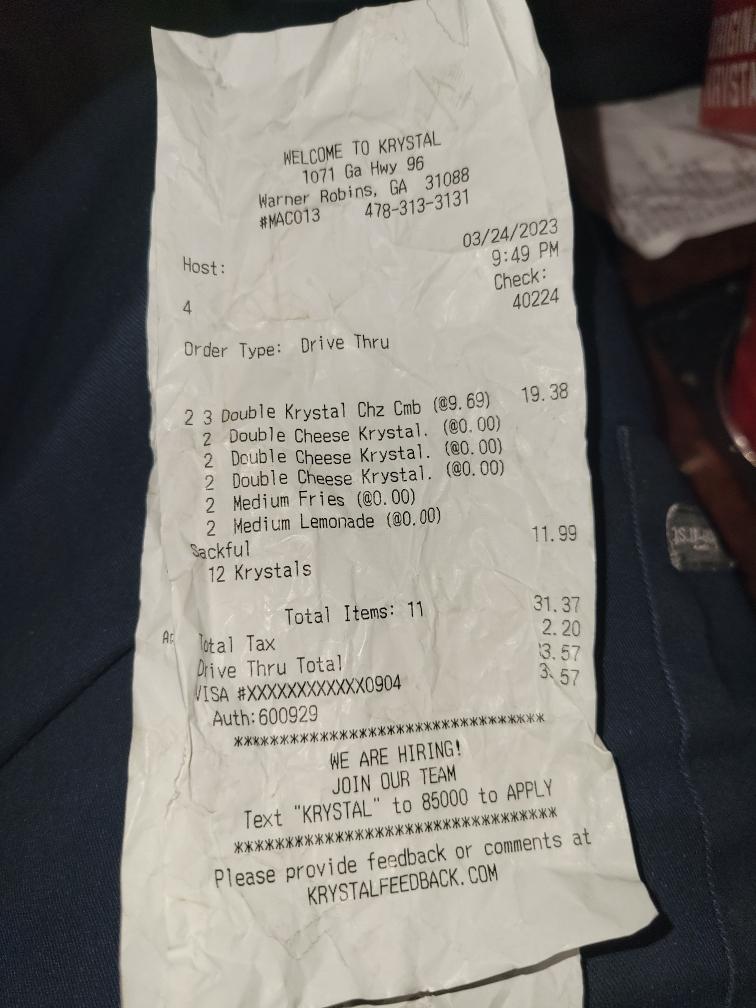 WELCOME TO KRYSTAL
1071 Ga Hwy 96
Warner Robins, GA 31088
#MAC013 478-313-3131
03/24/2023
Host: 9:49 PM
Check:
4 40224
Order Type: Drive Thru
2 3 Double Krystal Chz Cmb (@9.69) 19.38
2 Double Cheese Krystal. (@0.00)
2 Double Cheese Krystal. (@0.00)
2 Double Cheese Krystal. (@0.00)
2 Medium Fries (@0.00)
2 Medium Lemonade (@0.00)
Sackful 11.99
12 Krystals
Total Items: 11 31.37
Total Tax 2.20
Drive Thru Total 3.57
VISA #XXXXXXXXXXXX0904 3.57
Auth:600929
**********************************
WE ARE HIRING!
JOIN OUR TEAM
Text "KRYSTAL" to 85000 to APPLY
**********************************
Please provide feedback or comments at
KRYSTALFEEDBACK.COM